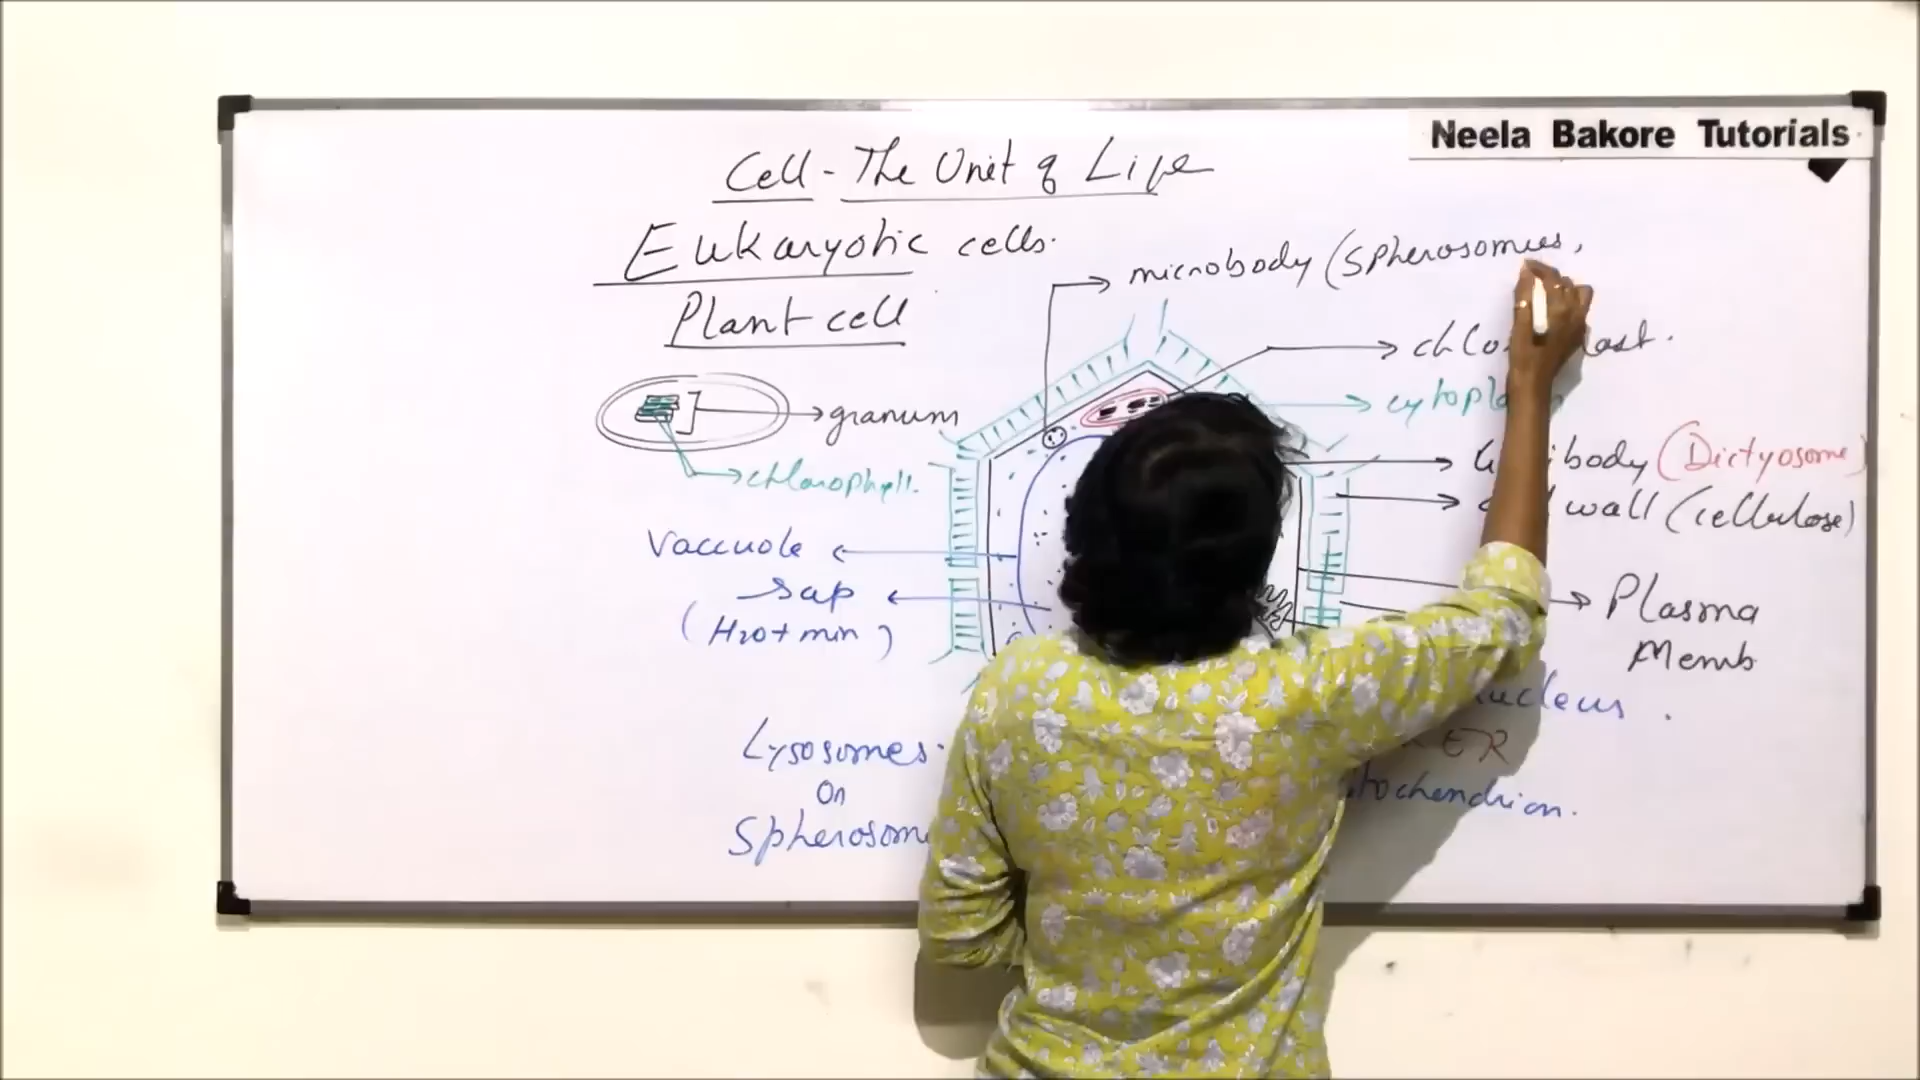 Neela Bakore Tutorials
Cell - The Unit of Life
Eukaryotic cells.
Plant cell
microbody (Spherosomes,
granum
chlorophyll.
Vaccuole
sap
(H2O + min)
Lysosomes.
On
Spherosom
body (Dictyosome)
wall (cellulose)
Plasma
Memb
ER